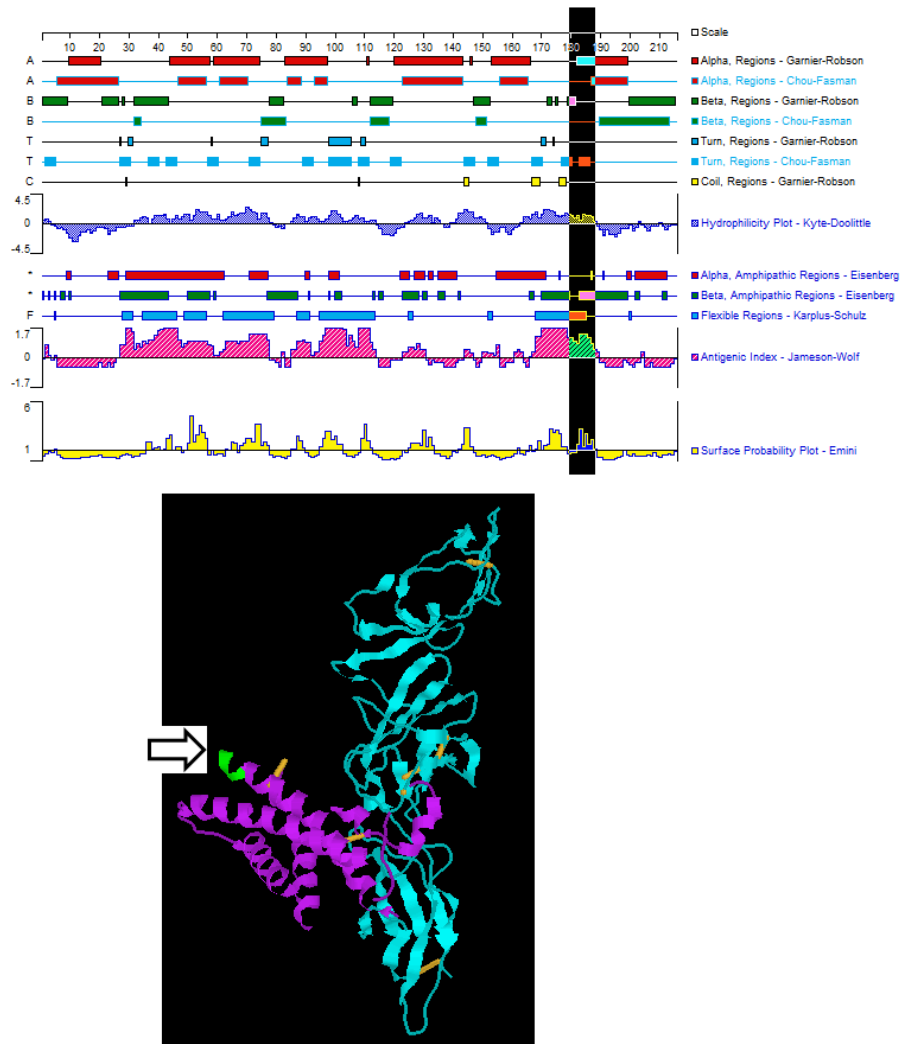 Scale
10 20 30 40 50 60 70 80 90 100 110 120 130 140 150 160 170 180 190 200 210
A Alpha, Regions - Garnier-Robson
A Alpha, Regions - Chou-Fasman
B Beta, Regions - Garnier-Robson
B Beta, Regions - Chou-Fasman
T Turn, Regions - Garnier-Robson
T Turn, Regions - Chou-Fasman
C Coil, Regions - Garnier-Robson
4.5
0 Hydrophilicity Plot - Kyte-Doolittle
-4.5
* Alpha, Amphipathic Regions - Eisenberg
* Beta, Amphipathic Regions - Eisenberg
F Flexible Regions - Karplus-Schulz
1.7
0 Antigenic Index - Jameson-Wolf
-1.7
6
1 Surface Probability Plot - Emini